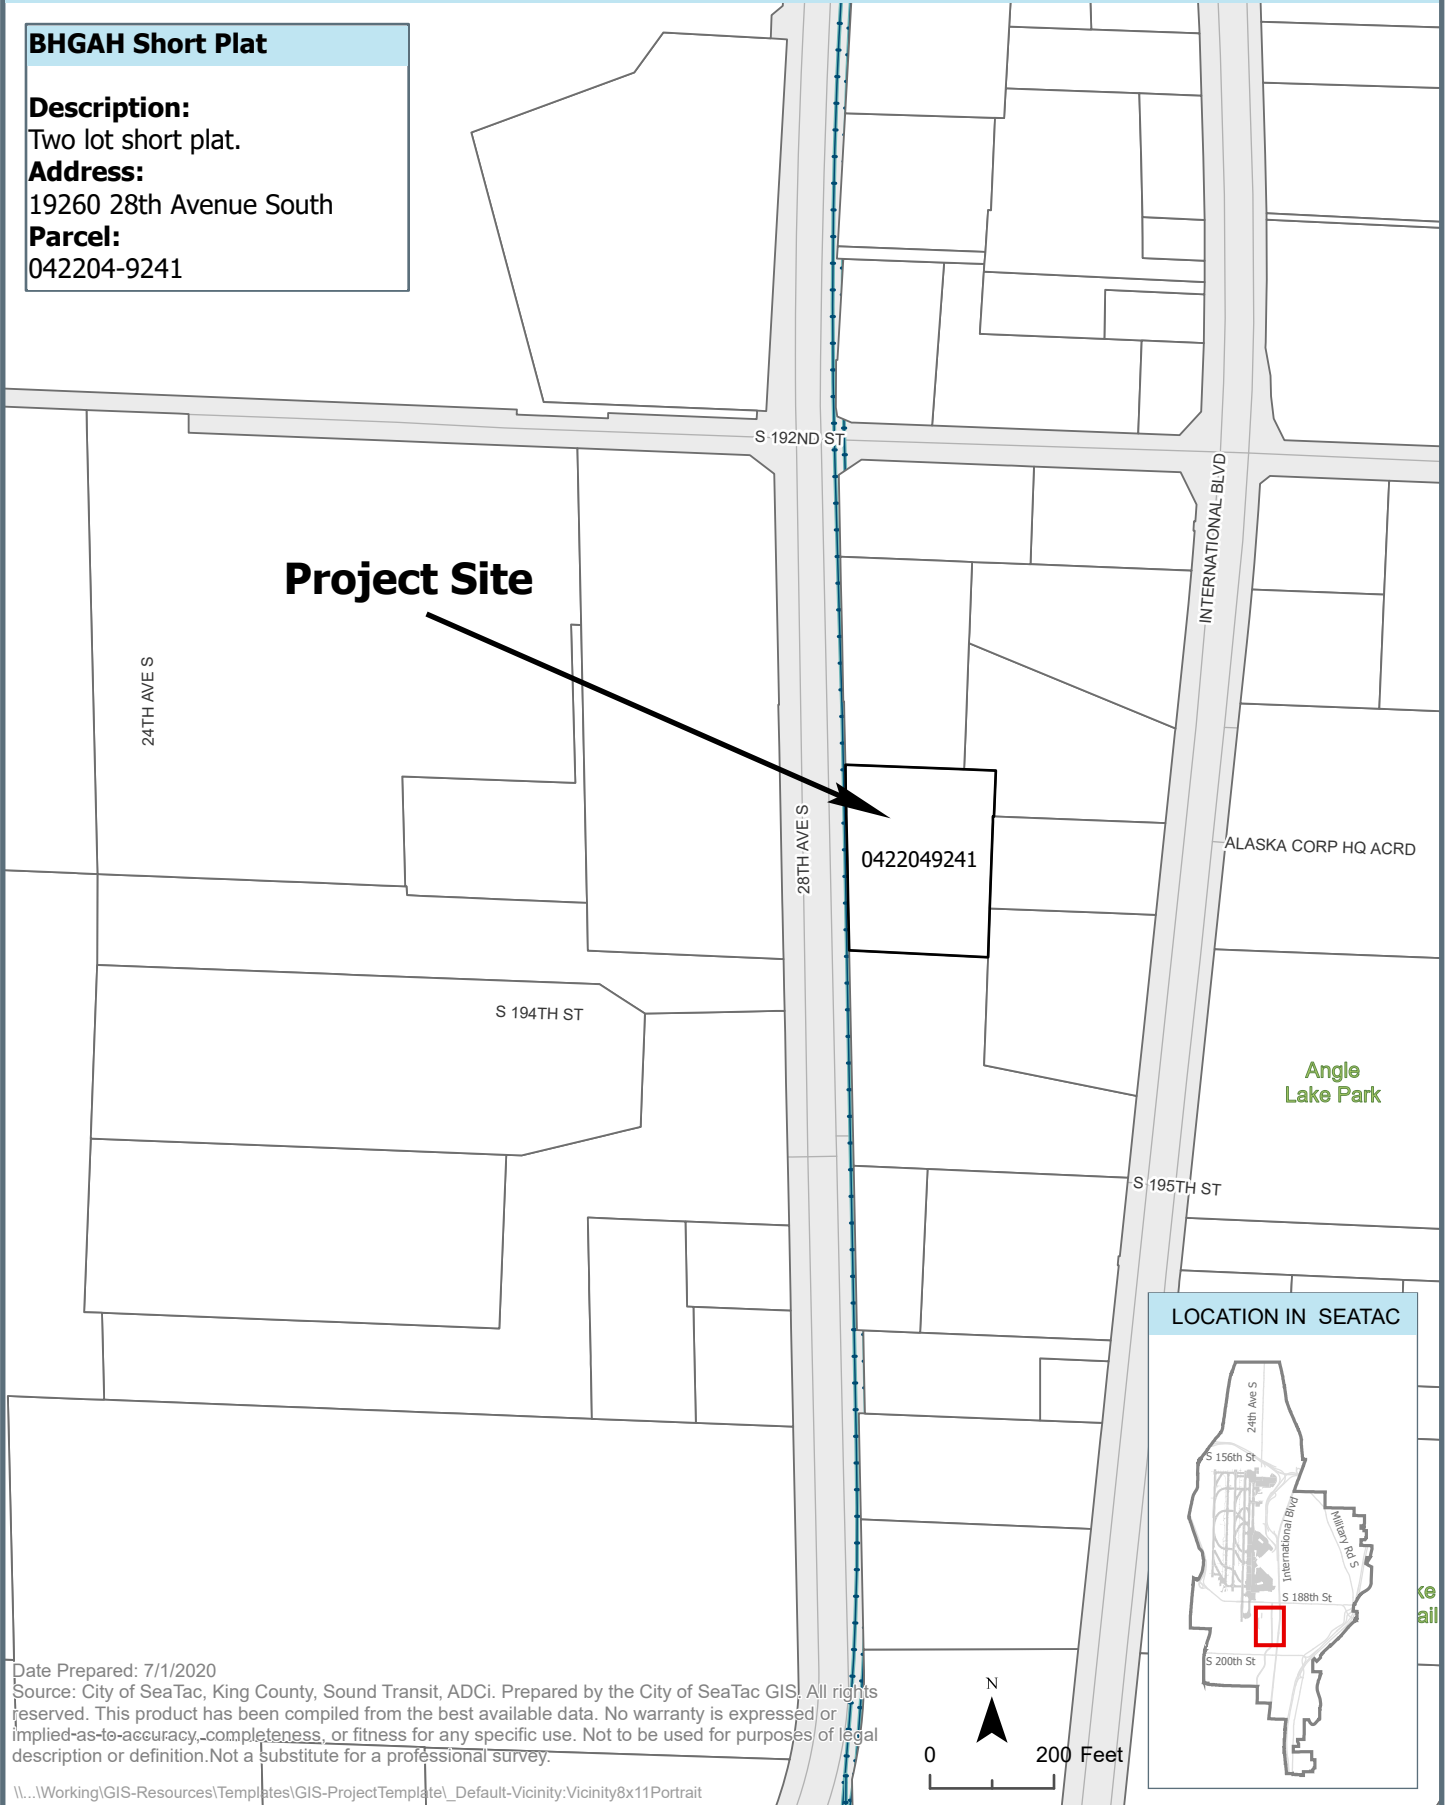 BHGAH Short Plat
Description:
Two lot short plat.
Address:
19260 28th Avenue South
Parcel:
042204-9241
S 192ND ST
INTERNATIONAL BLVD
Project Site
24TH AVE S
28TH AVE S
0422049241
ALASKA CORP HQ ACRD
S 194TH ST
Angle
Lake Park
S 195TH ST
LOCATION IN SEATAC
24th Ave S
S 156th St
International Blvd
Military Rd S
S 188th St
S 200th St
ke
ail
Date Prepared: 7/1/2020
Source: City of SeaTac, King County, Sound Transit, ADCi. Prepared by the City of SeaTac GIS. All rights
reserved. This product has been compiled from the best available data. No warranty is expressed or
implied as to accuracy, completeness, or fitness for any specific use. Not to be used for purposes of legal
description or definition.Not a substitute for a professional survey.
N
0 200 Feet
\\...\Working\GIS-Resources\Templates\GIS-ProjectTemplate\_Default-Vicinity:Vicinity8x11Portrait